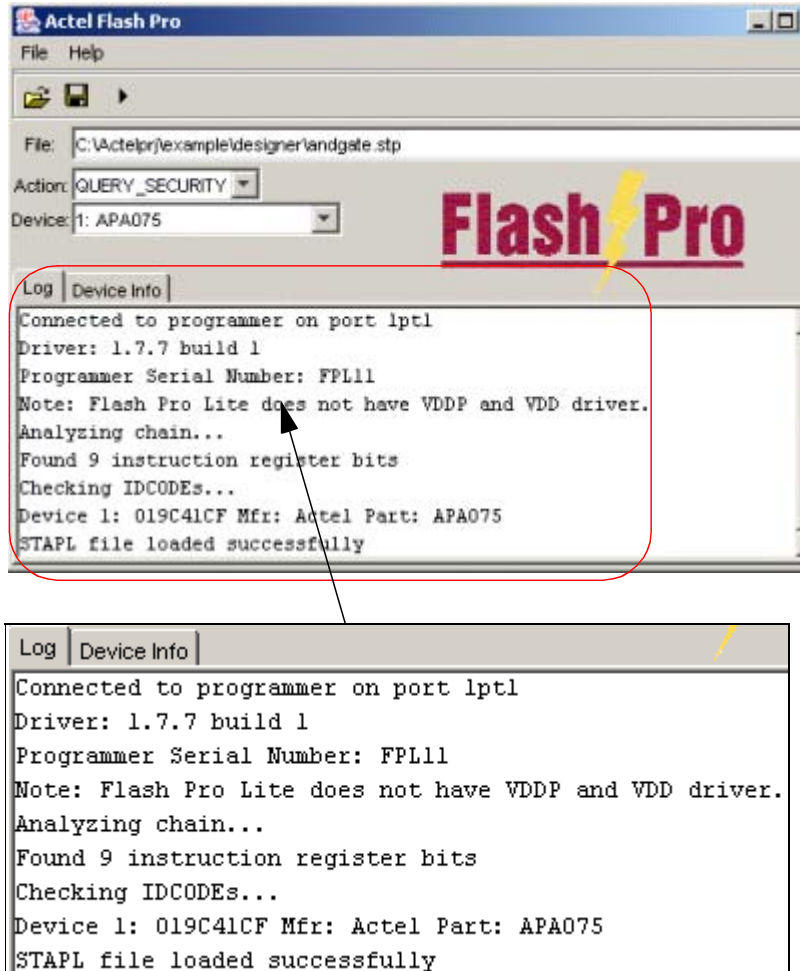 Actel Flash Pro
File Help
File: C:\Actelprj\example\designer\andgate.stp
Action: QUERY_SECURITY
Device: 1: APA075
Flash Pro
Log Device Info
Connected to programmer on port lpt1
Driver: 1.7.7 build 1
Programmer Serial Number: FPL11
Note: Flash Pro Lite does not have VDDP and VDD driver.
Analyzing chain...
Found 9 instruction register bits
Checking IDCODEs...
Device 1: 019C41CF Mfr: Actel Part: APA075
STAPL file loaded successfully
Log Device Info
Connected to programmer on port lpt1
Driver: 1.7.7 build 1
Programmer Serial Number: FPL11
Note: Flash Pro Lite does not have VDDP and VDD driver.
Analyzing chain...
Found 9 instruction register bits
Checking IDCODEs...
Device 1: 019C41CF Mfr: Actel Part: APA075
STAPL file loaded successfully